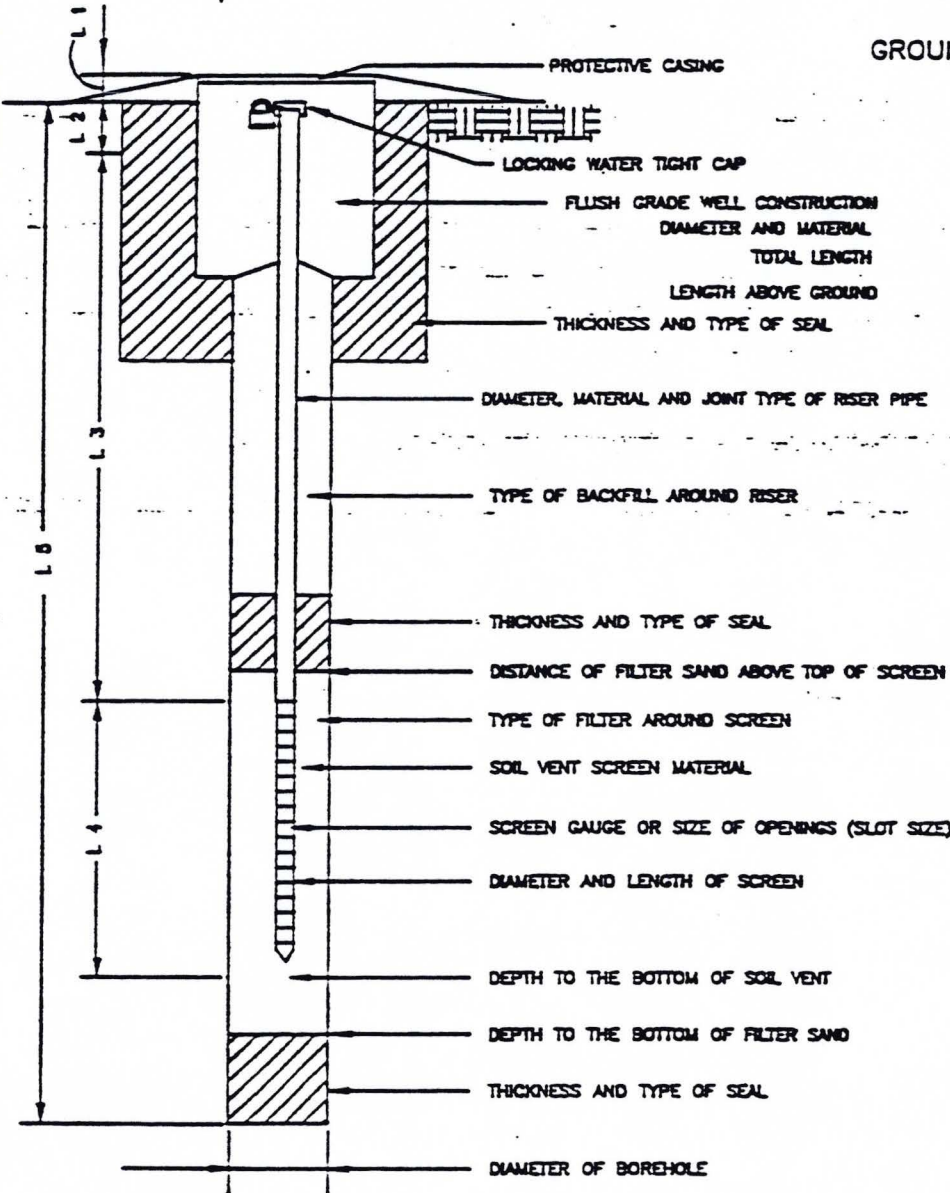 GROU
PROTECTIVE CASING
LOCKING WATER TIGHT CAP
FLUSH GRADE WELL CONSTRUCTION
DIAMETER AND MATERIAL
TOTAL LENGTH
LENGTH ABOVE GROUND
THICKNESS AND TYPE OF SEAL
DIAMETER, MATERIAL AND JOINT TYPE OF RISER PIPE
TYPE OF BACKFILL AROUND RISER
THICKNESS AND TYPE OF SEAL
DISTANCE OF FILTER SAND ABOVE TOP OF SCREEN
TYPE OF FILTER AROUND SCREEN
SOIL VENT SCREEN MATERIAL
SCREEN GAUGE OR SIZE OF OPENINGS (SLOT SIZE)
DIAMETER AND LENGTH OF SCREEN
DEPTH TO THE BOTTOM OF SOIL VENT
DEPTH TO THE BOTTOM OF FILTER SAND
THICKNESS AND TYPE OF SEAL
DIAMETER OF BOREHOLE
L 1
L 2
L 3
L 4
L 5